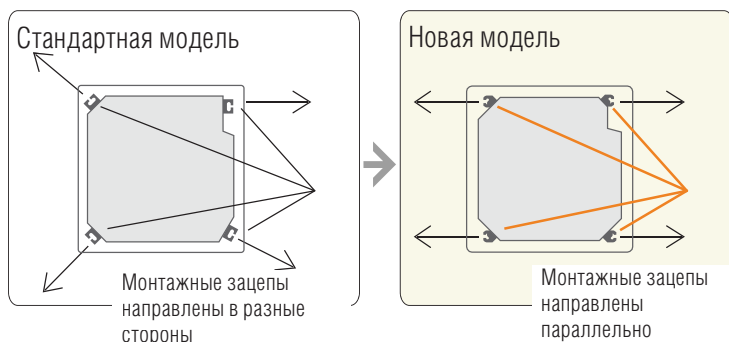 Стандартная модель
Монтажные зацепы
направлены в разные
стороны
Новая модель
Монтажные зацепы
направлены
параллельно